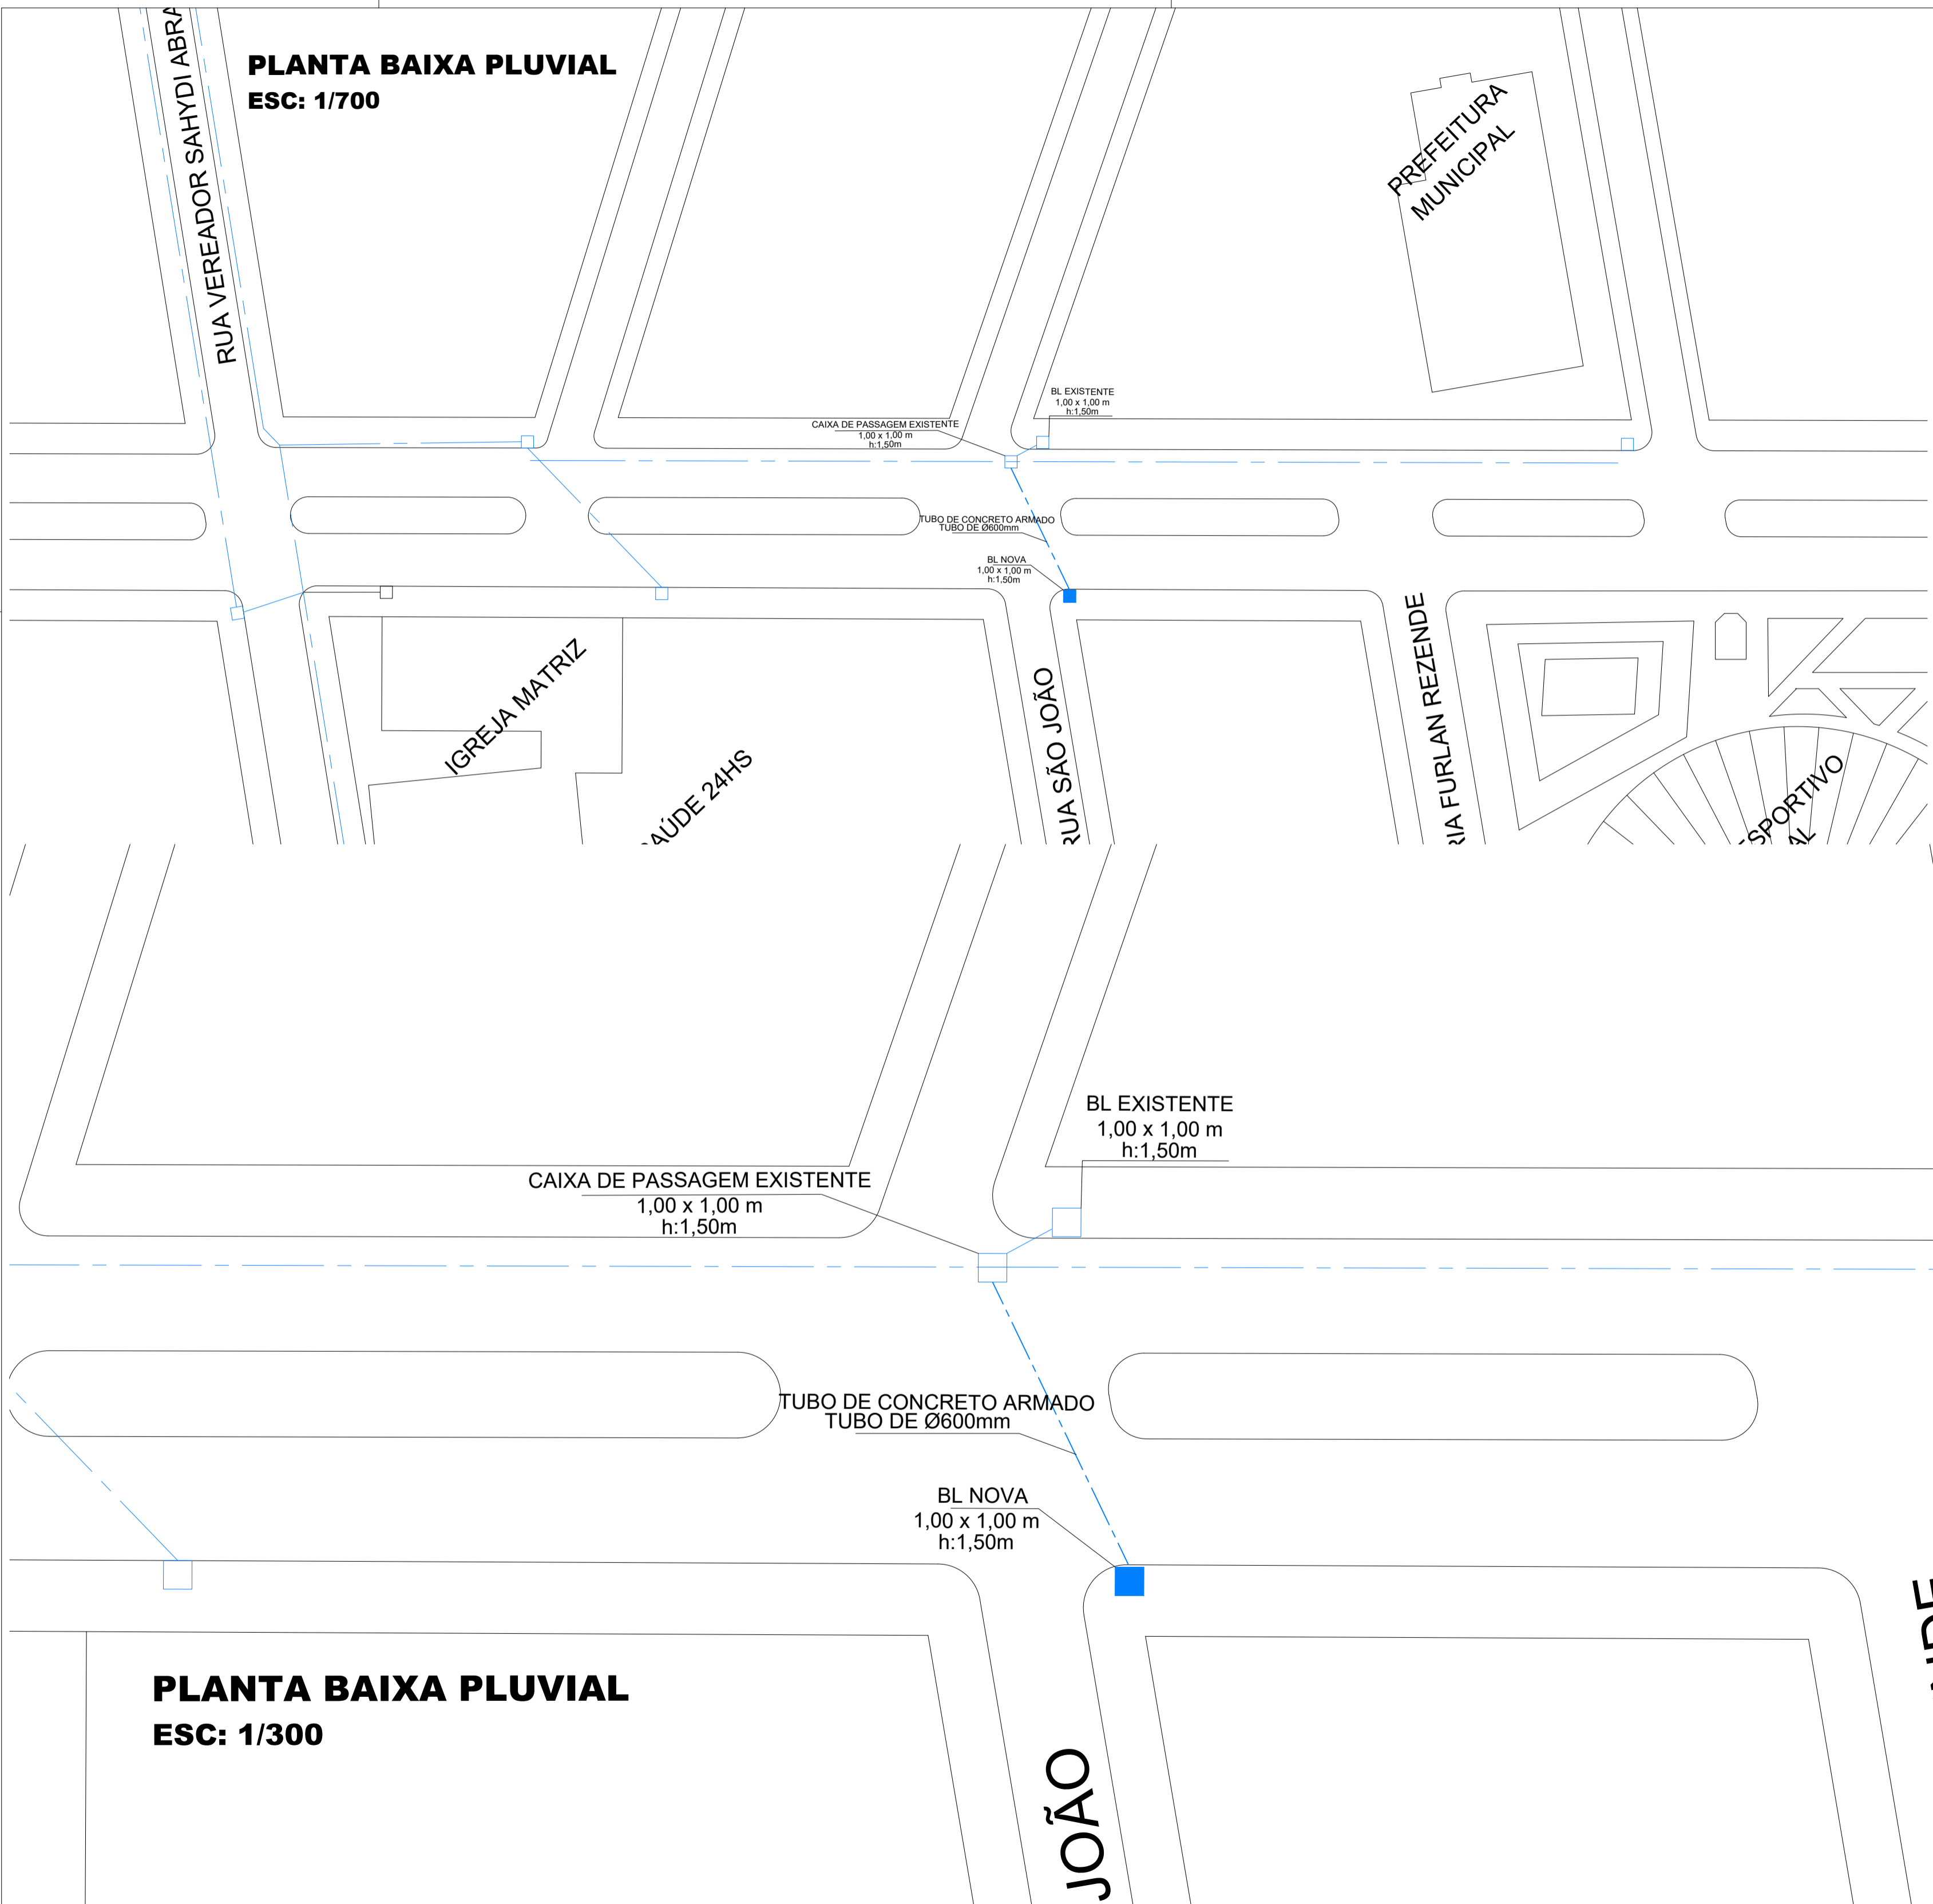 PLANTA BAIXA PLUVIAL
ESC: 1/700
RUA VEREADOR SAHYDI
PREFEITURA
MUNICIPAL
BL EXISTENTE
1,00 x 1,00 m
h:1,50m
CAIXA DE PASSAGEM EXISTENTE
1,00 x 1,00 m
h:1,50m
TUBO DE CONCRETO ARMADO
TUBO DE Ø600mm
BL NOVA
1,00 x 1,00 m
h:1,50m
IGREJA MATRIZ
24HS
RUA SÃO JOÃO
FURLAN REZENDE
BL EXISTENTE
1,00 x 1,00 m
h:1,50m
CAIXA DE PASSAGEM EXISTENTE
1,00 x 1,00 m
h:1,50m
TUBO DE CONCRETO ARMADO
TUBO DE Ø600mm
BL NOVA
1,00 x 1,00 m
h:1,50m
PLANTA BAIXA PLUVIAL
ESC: 1/300
JOÃO